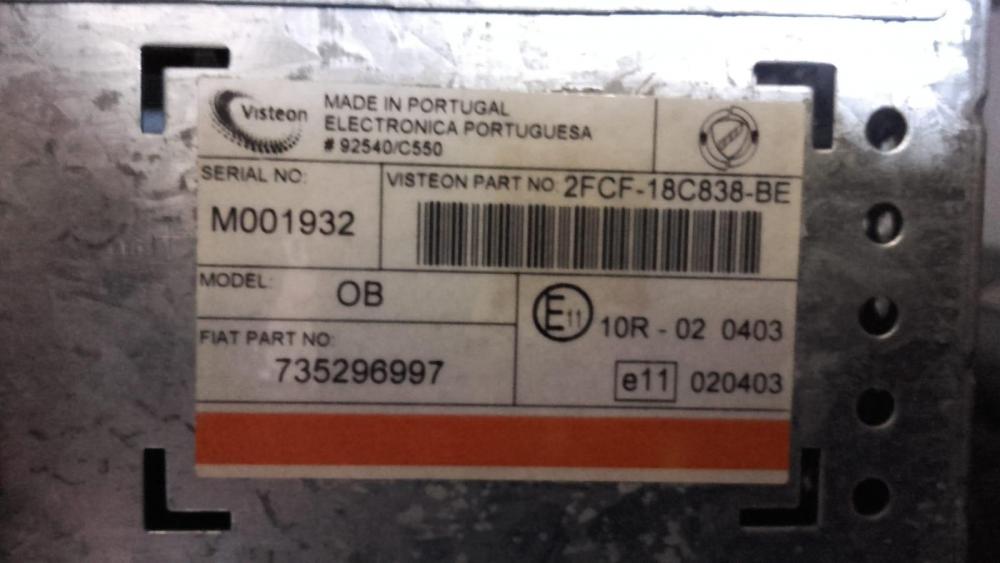 Visteon
MADE IN PORTUGAL
ELECTRONICA PORTUGUESA
# 92540/C550
SERIAL NO:
M001932
VISTEON PART NO: 2FCF-18C838-BE
MODEL:
OB
FIAT PART NO:
735296997
E11 10R - 02 0403
e11 020403